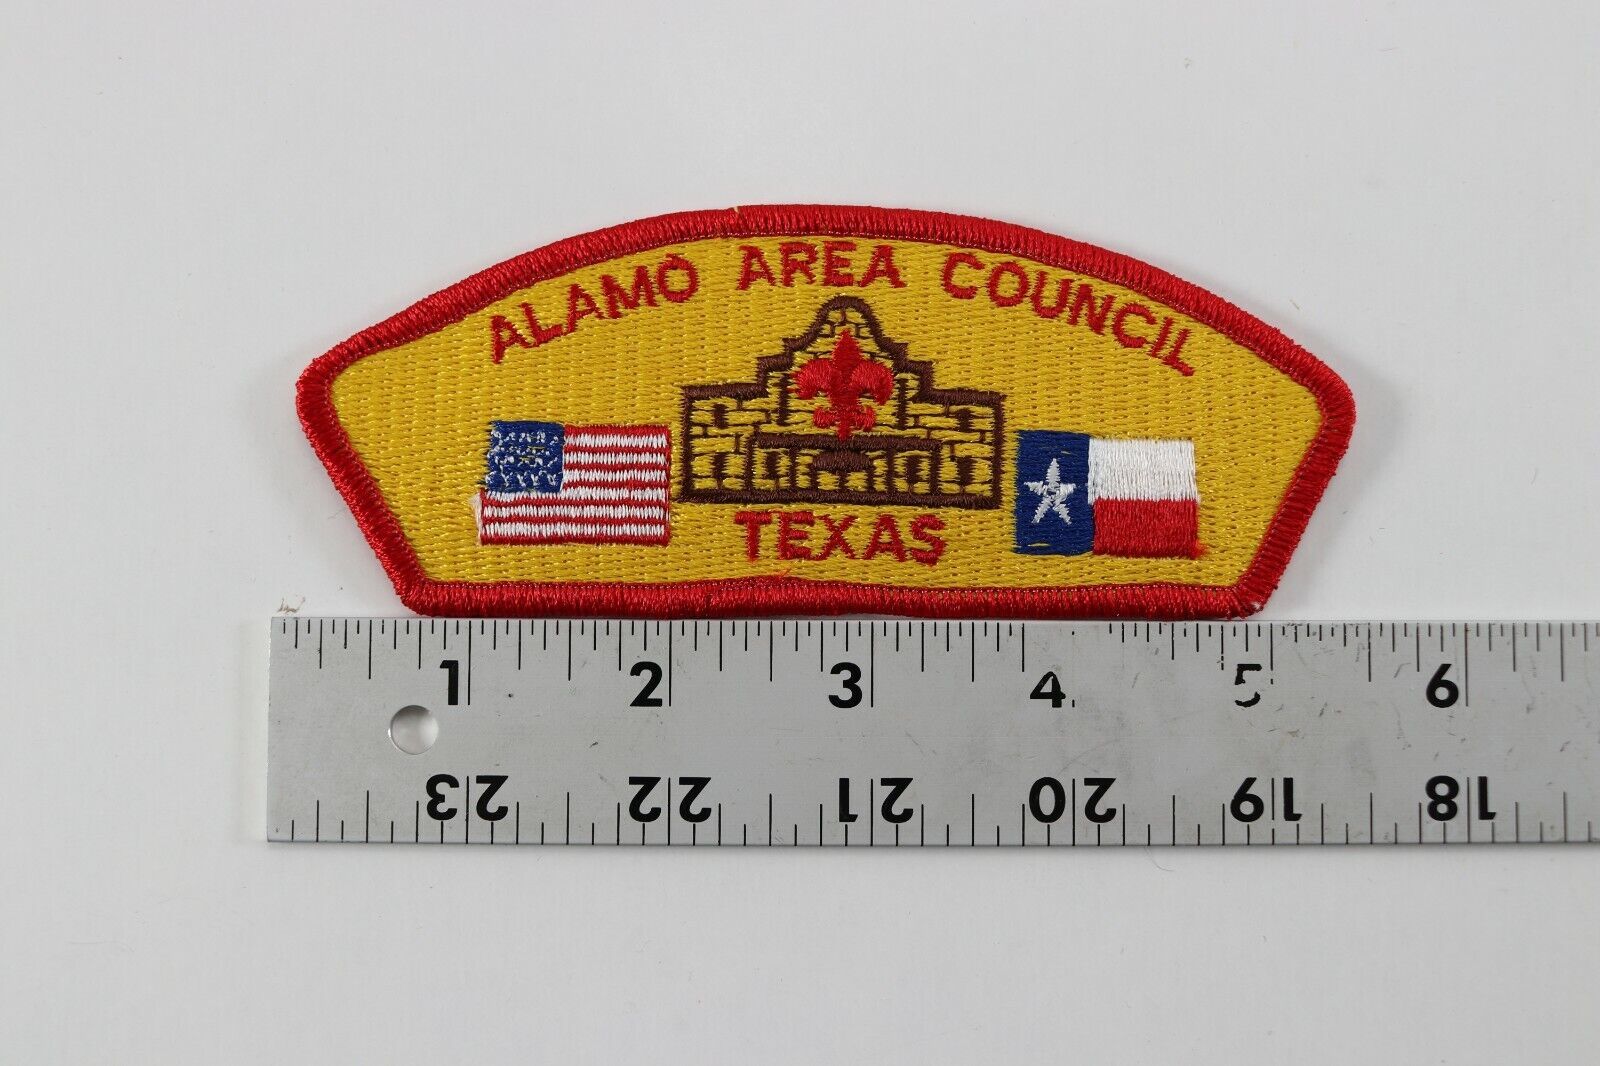 ALAMO AREA COUNCIL
TEXAS
1 2 3 4 5 6
23 22 21 20 19 18